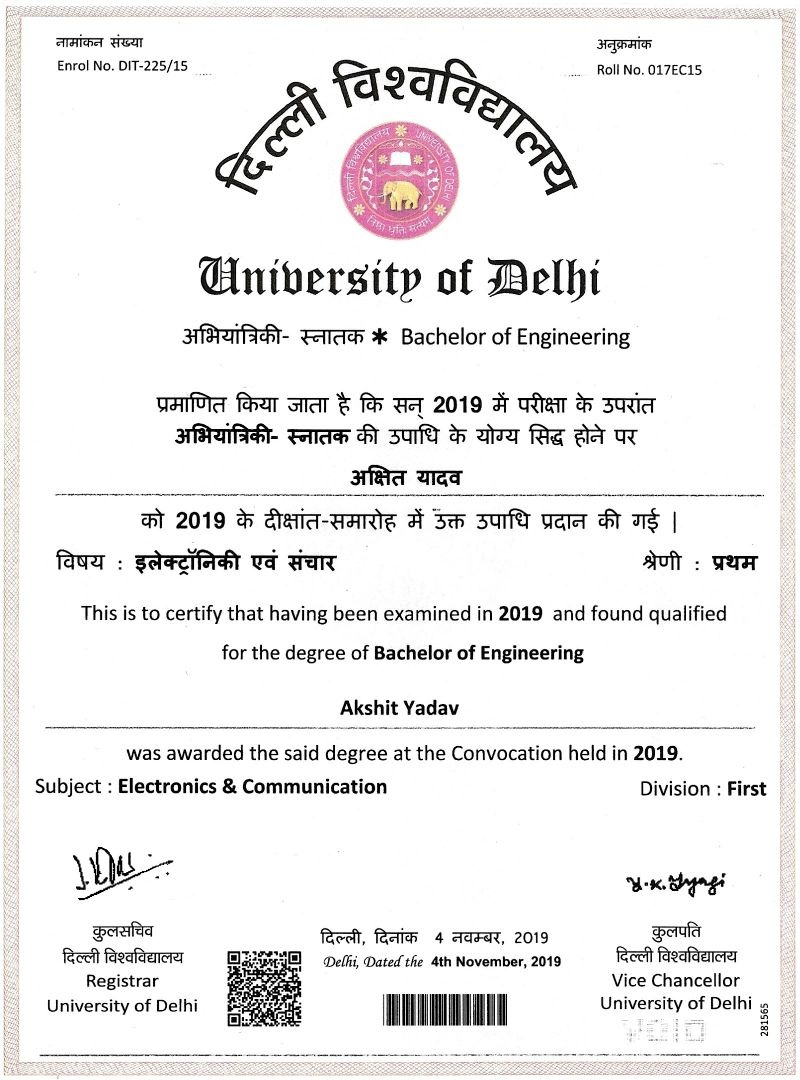 नामांकन संख्या
Enrol No. DIT-225/15
अनुक्रमांक
Roll No. 017EC15
दिल्ली विश्वविद्यालय
दिल्ली विश्वविद्यालय UNIVERSITY OF DELHI
निष्ठा धृतिः सत्यम्
University of Delhi
अभियांत्रिकी- स्नातक * Bachelor of Engineering
प्रमाणित किया जाता है कि सन् 2019 में परीक्षा के उपरांत
अभियांत्रिकी- स्नातक की उपाधि के योग्य सिद्ध होने पर
अक्षित यादव
को 2019 के दीक्षांत-समारोह में उक्त उपाधि प्रदान की गई |
विषय : इलेक्ट्रॉनिकी एवं संचार श्रेणी : प्रथम
This is to certify that having been examined in 2019 and found qualified
for the degree of Bachelor of Engineering
Akshit Yadav
was awarded the said degree at the Convocation held in 2019.
Subject : Electronics & Communication Division : First
कुलसचिव
दिल्ली विश्वविद्यालय
Registrar
University of Delhi
दिल्ली, दिनांक 4 नवम्बर, 2019
Delhi, Dated the 4th November, 2019
कुलपति
दिल्ली विश्वविद्यालय
Vice Chancellor
University of Delhi
281565